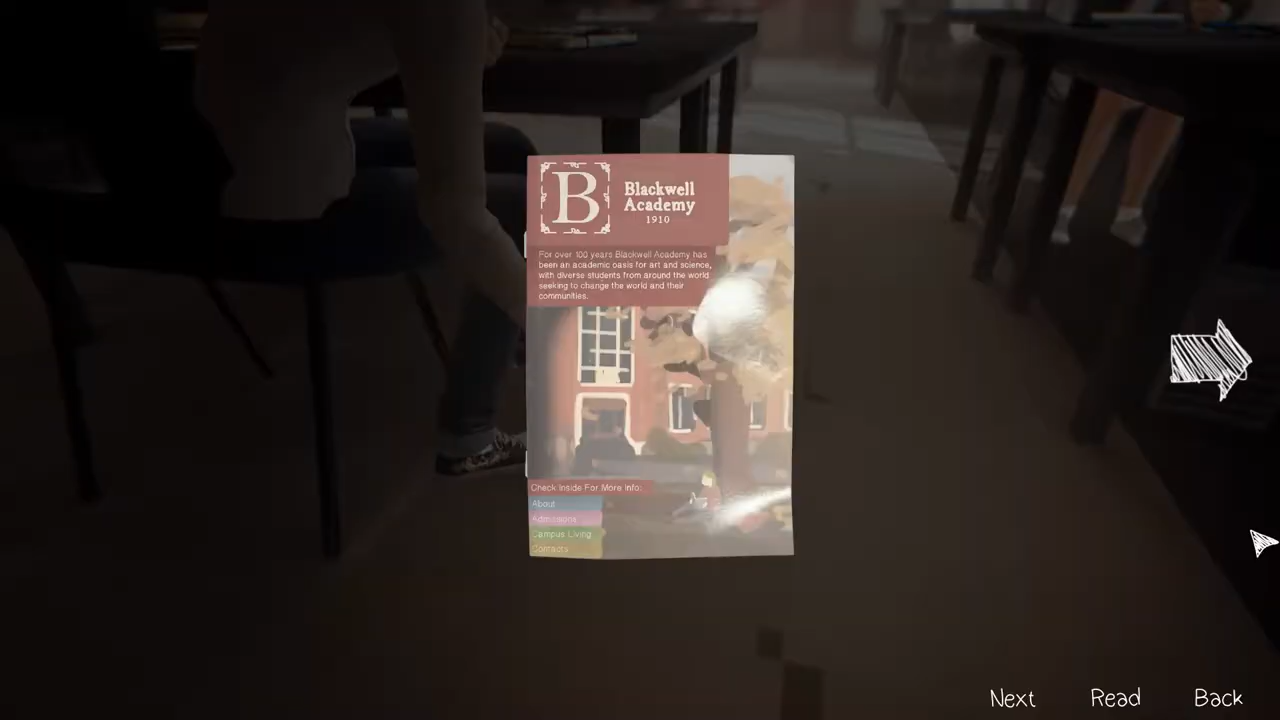 B
Blackwell
Academy
1910
For over 100 years Blackwell Academy has
been an academic oasis for art and science,
with diverse students from around the world
seeking to change the world and their
communities.
Check Inside For More Info:
About
Admissions
Campus Living
Contacts
Next Read Back